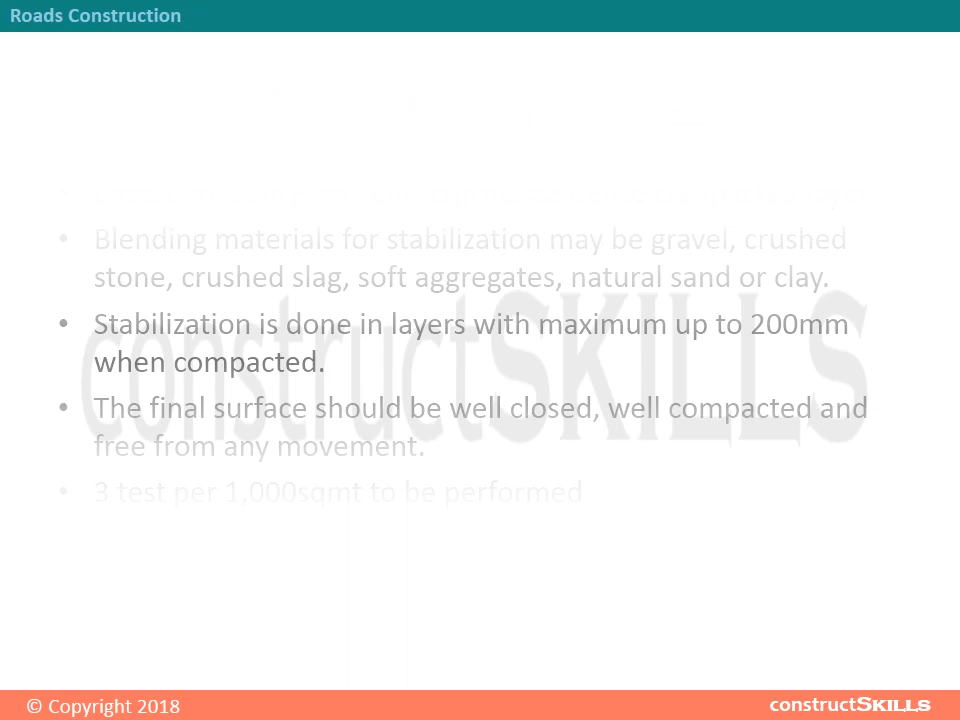 Roads Construction
• Blending materials for stabilization may be gravel, crushed
stone, crushed slag, soft aggregates, natural sand or clay.
• Stabilization is done in layers with maximum up to 200mm
when compacted.
• The final surface should be well closed, well compacted and
free from any movement.
• 3 test per 1,000sqmt to be performed
constructSKILLS
© Copyright 2018
constructSKILLS